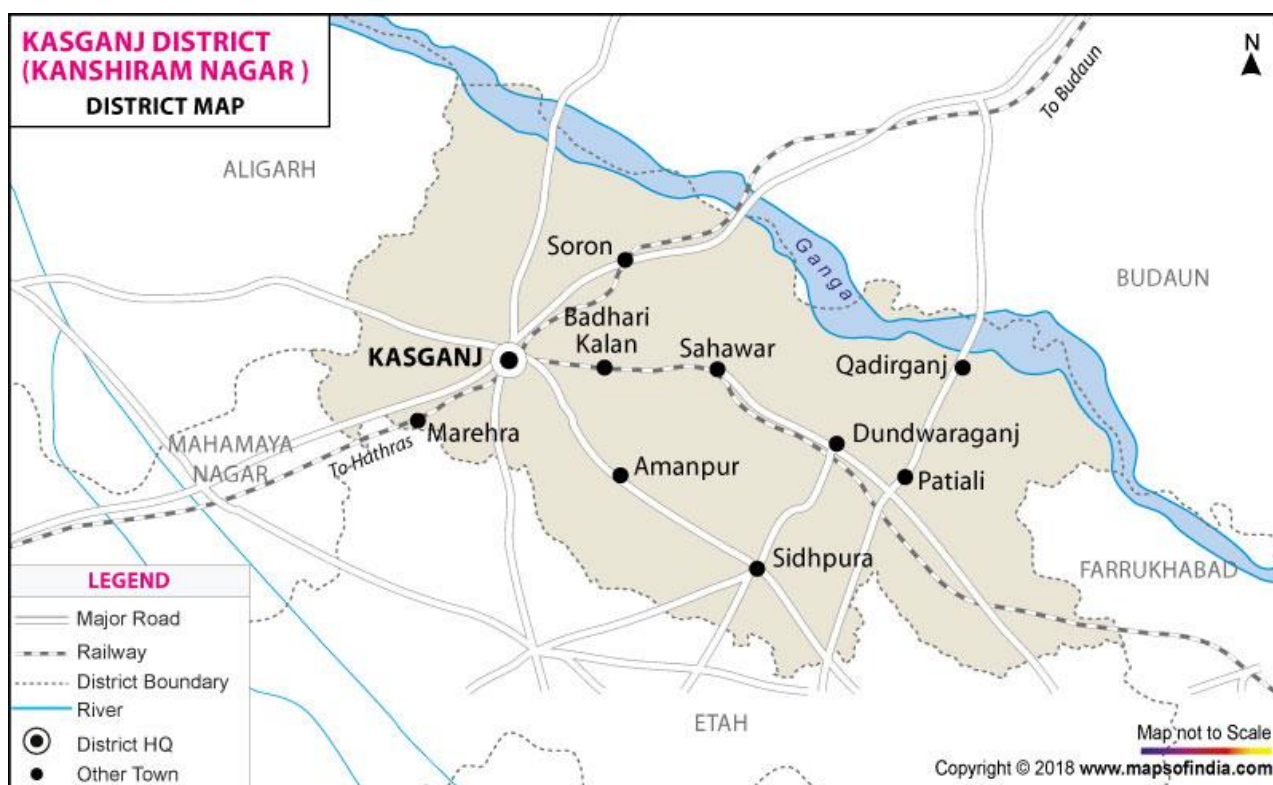 KASGANJ DISTRICT
(KANSHIRAM NAGAR )
DISTRICT MAP
N
To Budaun
ALIGARH
Soron
Ganga
BUDAUN
Badhari
Kalan
KASGANJ
Sahawar
Qadirganj
Marehra
MAHAMAYA
NAGAR
To Hathras
Dundwaraganj
Amanpur
Patiali
Sidhpura
FARRUKHABAD
ETAH
LEGEND
Major Road
Railway
District Boundary
River
District HQ
Other Town
Map not to Scale
Copyright © 2018 www.mapsofindia.com